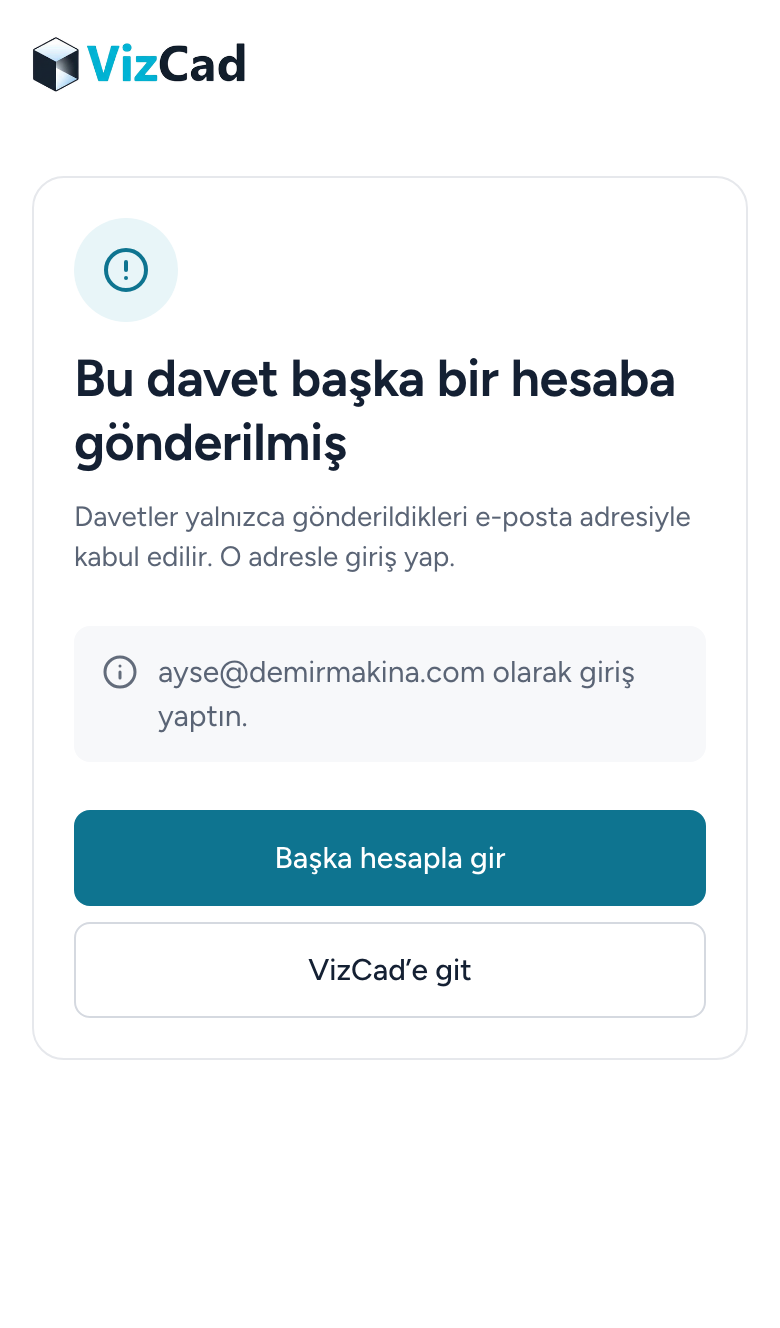 VizCad
Bu davet başka bir hesaba
gönderilmiş
Davetler yalnızca gönderildikleri e-posta adresiyle
kabul edilir. O adresle giriş yap.
ayse@demirmakina.com olarak giriş
yaptın.
Başka hesapla gir
VizCad’e git